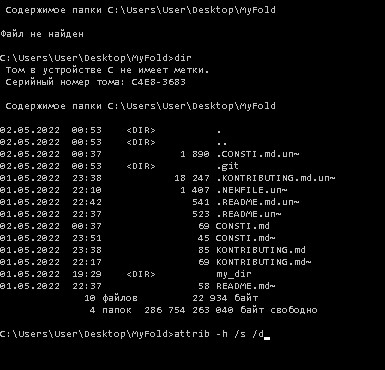 Содержимое папки C:\Users\User\Desktop\MyFold
Файл не найден
C:\Users\User\Desktop\MyFold>dir
Том в устройстве C не имеет метки.
Серийный номер тома: C4E8-3683
Содержимое папки C:\Users\User\Desktop\MyFold
02.05.2022  00:53    <DIR>          .
02.05.2022  00:53    <DIR>          ..
02.05.2022  00:37             1 890 .CONSTI.md.un~
02.05.2022  00:53    <DIR>          .git
01.05.2022  23:38            18 247 .KONTRIBUTING.md.un~
01.05.2022  22:10             1 407 .NEWFILE.un~
01.05.2022  22:42               541 .README.md.un~
01.05.2022  22:37               523 .README.un~
02.05.2022  00:37                69 CONSTI.md
01.05.2022  23:51                45 CONSTI.md~
01.05.2022  23:38                85 KONTRIBUTING.md
01.05.2022  22:17                69 KONTRIBUTING.md~
01.05.2022  19:29    <DIR>          my_dir
01.05.2022  22:37                58 README.md~
10 файлов         22 934 байт
4 папок  286 754 263 040 байт свободно
C:\Users\User\Desktop\MyFold>attrib -h /s /d